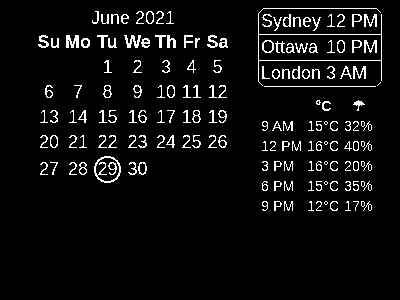 June 2021
Su Mo Tu We Th Fr Sa
1 2 3 4 5
6 7 8 9 10 11 12
13 14 15 16 17 18 19
20 21 22 23 24 25 26
27 28 29 30
Sydney 12 PM
Ottawa 10 PM
London 3 AM
°C ☂
9 AM 15°C 32%
12 PM 16°C 40%
3 PM 16°C 20%
6 PM 15°C 35%
9 PM 12°C 17%